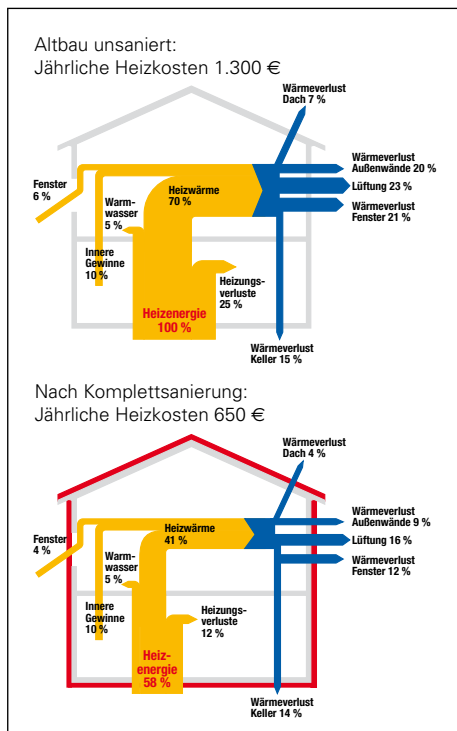 Altbau unsaniert:
Jährliche Heizkosten 1.300 €
Wärmeverlust
Dach 7 %
Wärmeverlust
Außenwände 20 %
Lüftung 23 %
Wärmeverlust
Fenster 21 %
Fenster
6 %
Warm-
wasser
5 %
Heizwärme
70 %
Innere
Gewinne
10 %
Heizungs-
verluste
25 %
Heizenergie
100 %
Wärmeverlust
Keller 15 %
Nach Komplettsanierung:
Jährliche Heizkosten 650 €
Wärmeverlust
Dach 4 %
Wärmeverlust
Außenwände 9 %
Lüftung 16 %
Wärmeverlust
Fenster 12 %
Fenster
4 %
Warm-
wasser
5 %
Heizwärme
41 %
Innere
Gewinne
10 %
Heizungs-
verluste
12 %
Heiz-
energie
58 %
Wärmeverlust
Keller 14 %